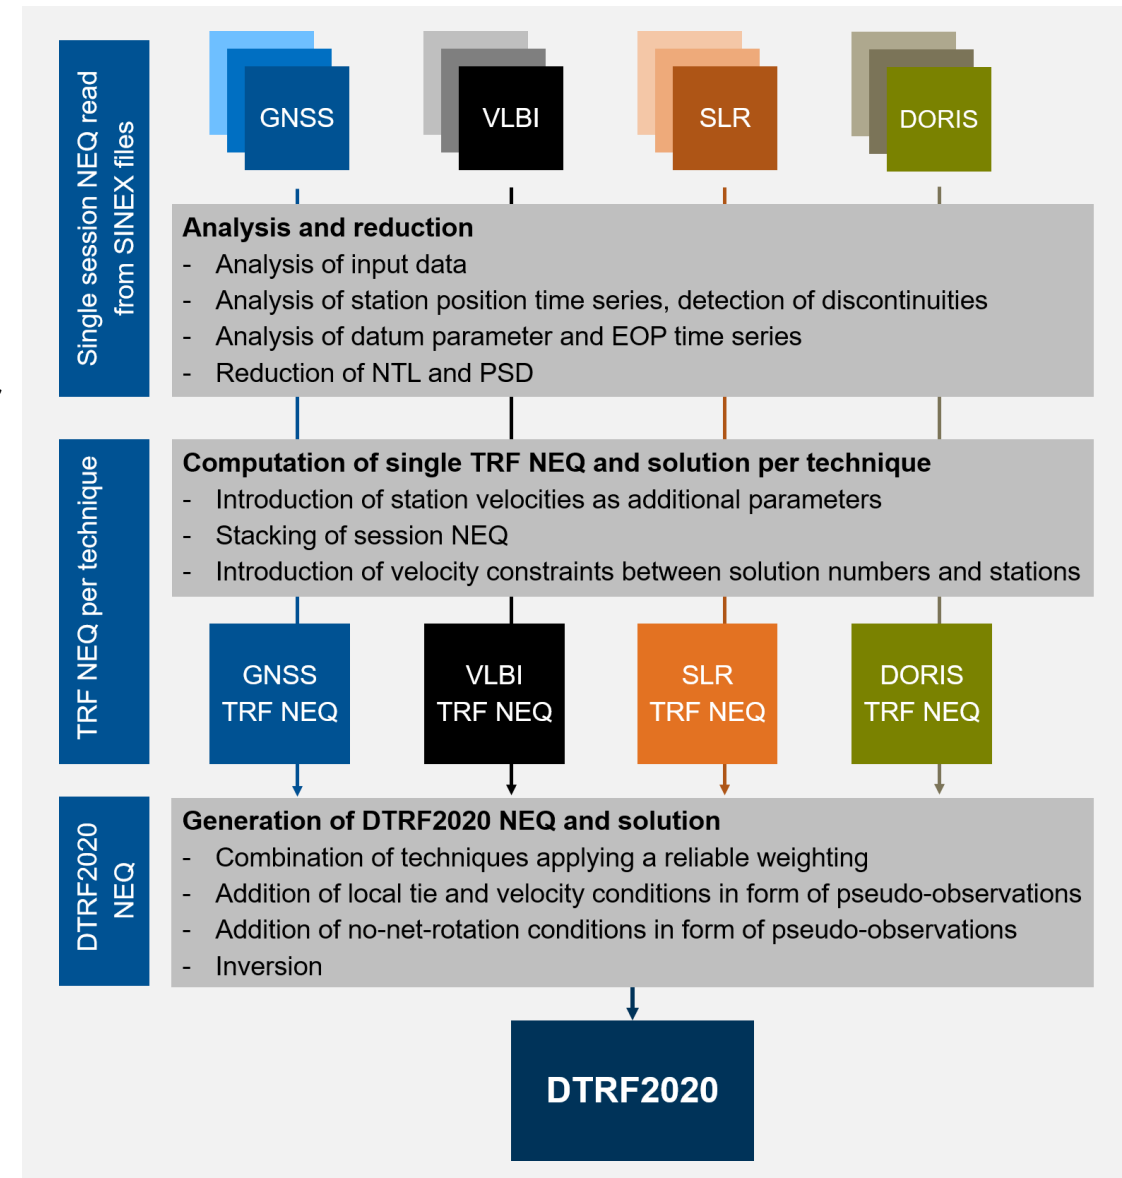 Single session NEQ read
from SINEX files
GNSS
VLBI
SLR
DORIS
Analysis and reduction
- Analysis of input data
- Analysis of station position time series, detection of discontinuities
- Analysis of datum parameter and EOP time series
- Reduction of NTL and PSD
TRF NEQ per technique
Computation of single TRF NEQ and solution per technique
- Introduction of station velocities as additional parameters
- Stacking of session NEQ
- Introduction of velocity constraints between solution numbers and stations
GNSS
TRF NEQ
VLBI
TRF NEQ
SLR
TRF NEQ
DORIS
TRF NEQ
DTRF2020
NEQ
Generation of DTRF2020 NEQ and solution
- Combination of techniques applying a reliable weighting
- Addition of local tie and velocity conditions in form of pseudo-observations
- Addition of no-net-rotation conditions in form of pseudo-observations
- Inversion
DTRF2020